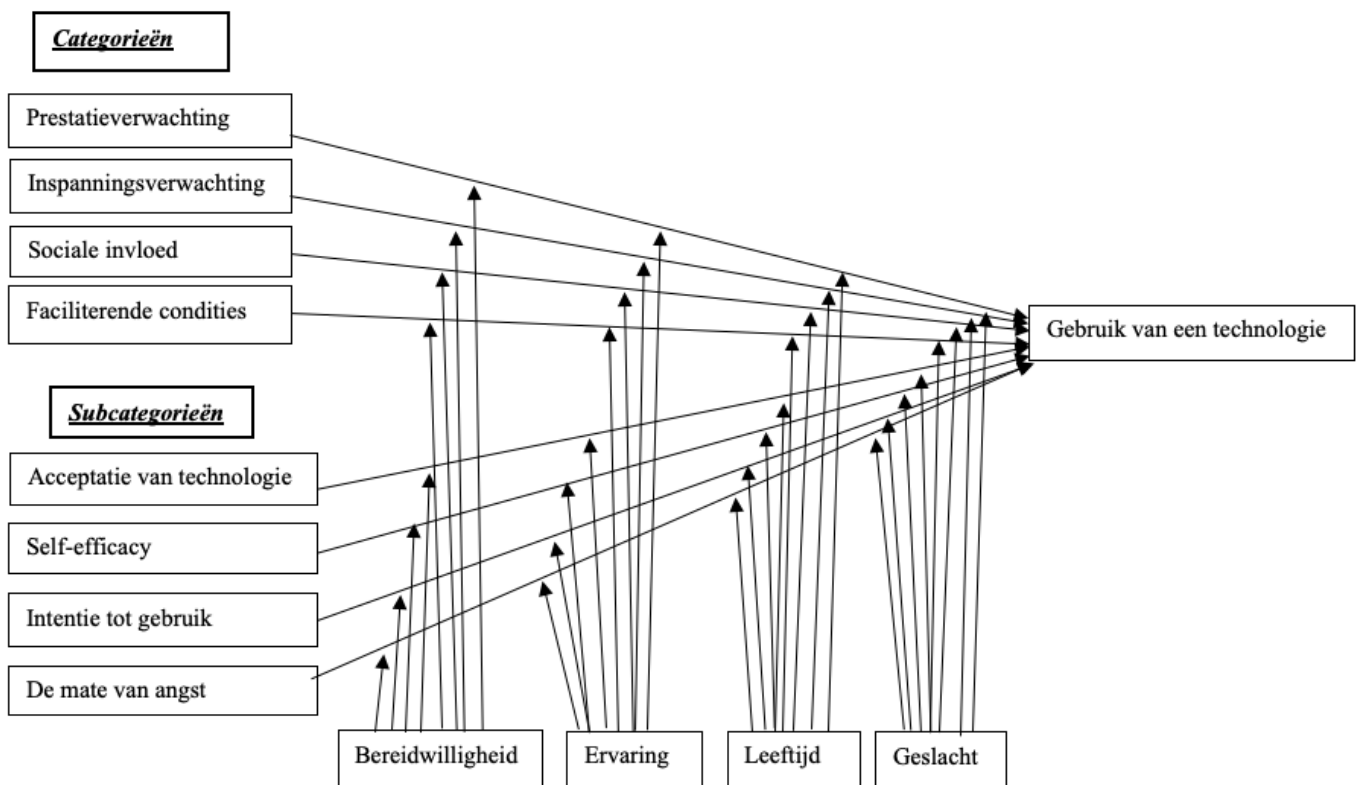 Categorieën
Prestatieverwachting
Inspanningsverwachting
Sociale invloed
Faciliterende condities
Gebruik van een technologie
Subcategorieën
Acceptatie van technologie
Self-efficacy
Intentie tot gebruik
De mate van angst
Bereidwilligheid
Ervaring
Leeftijd
Geslacht